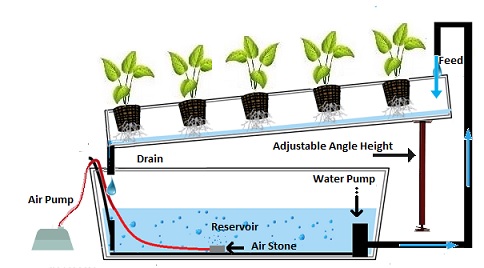 Feed
Adjustable Angle Height
Drain
Water Pump
Air Pump
Reservoir
Air Stone